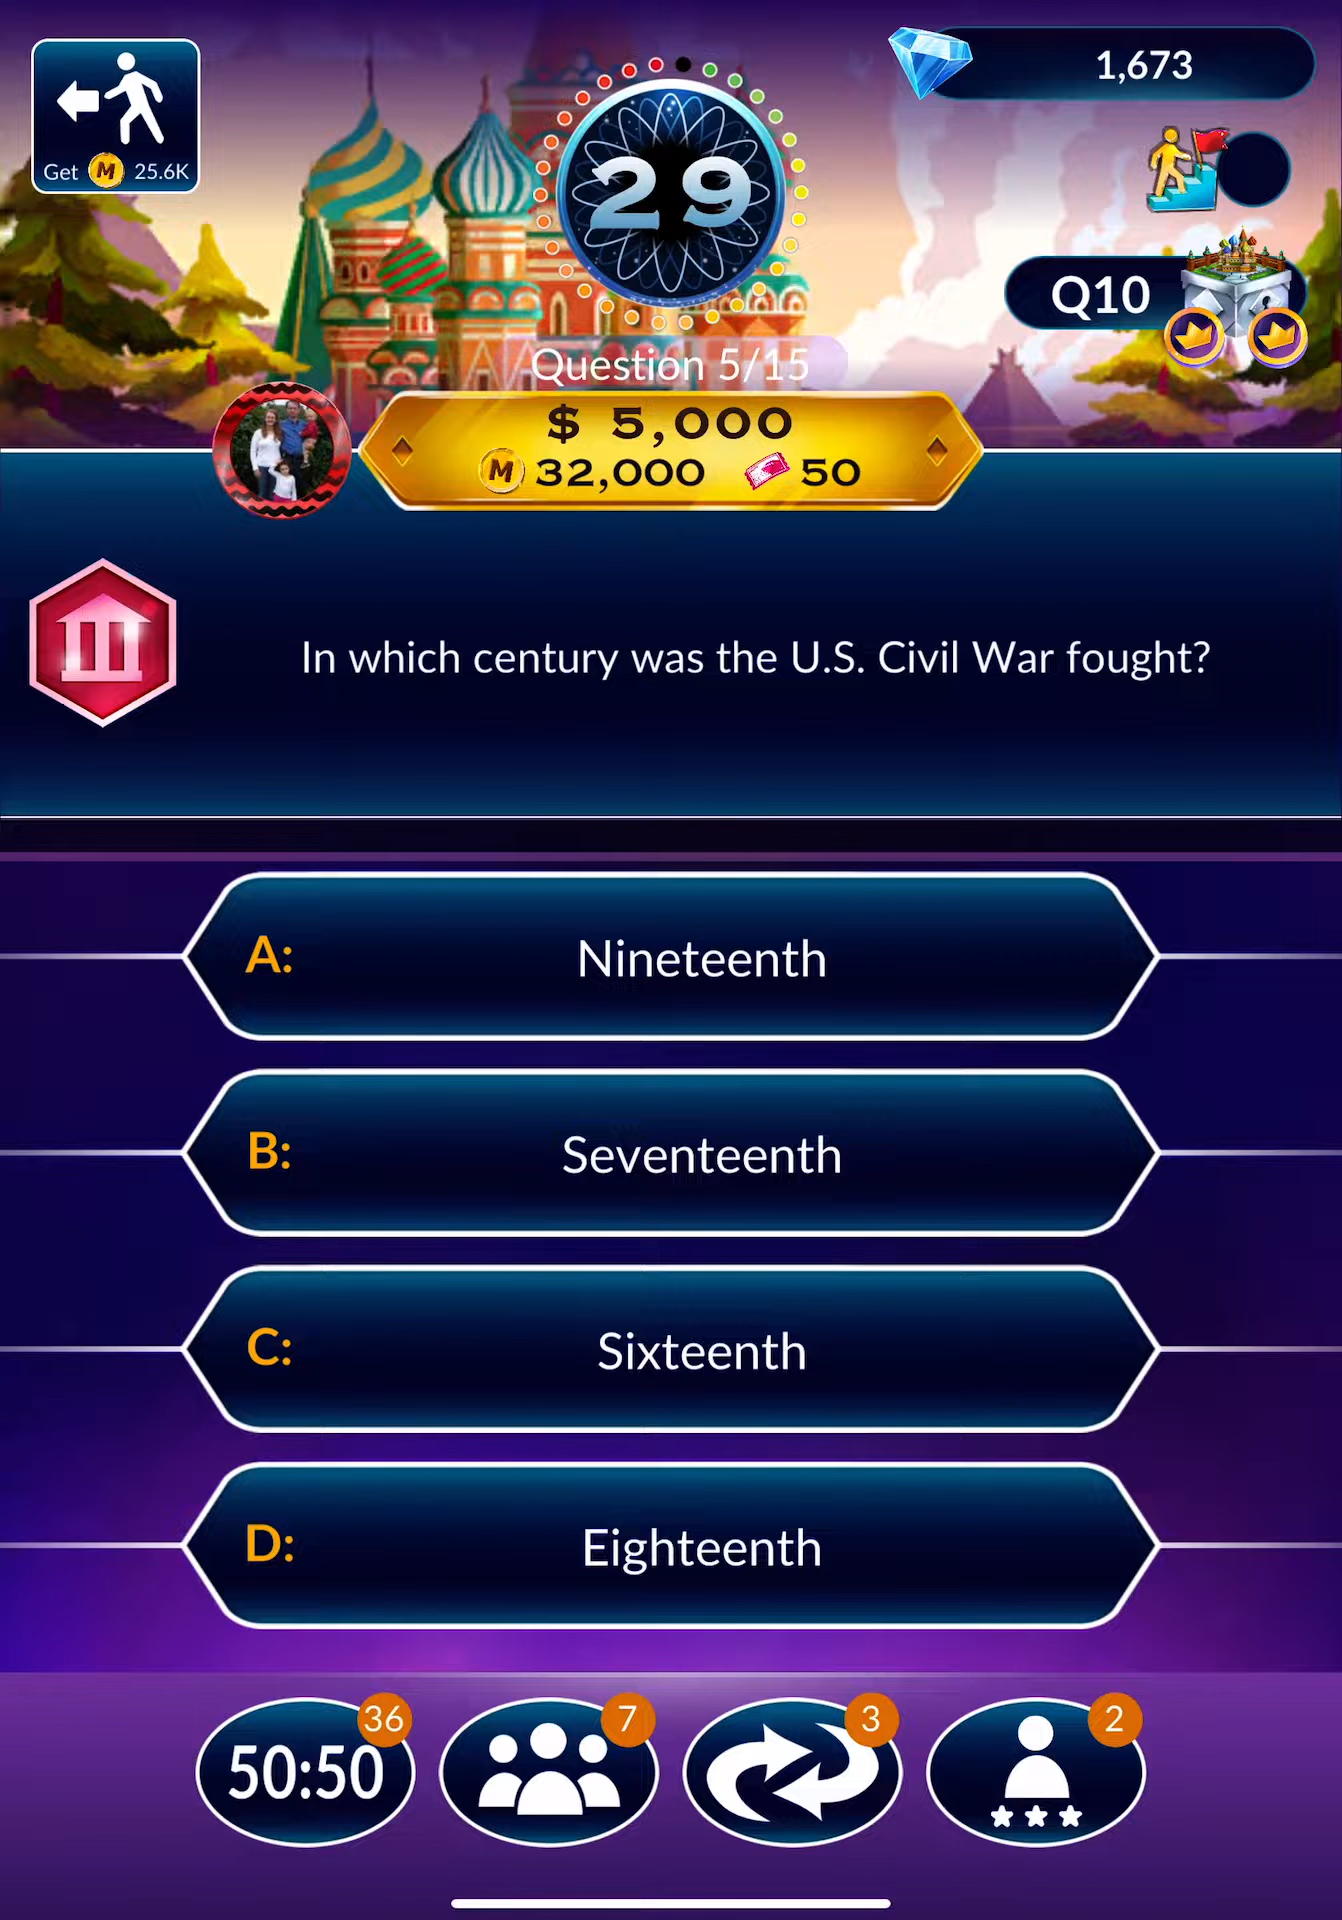 Get M 25.6K
1,673
29
Q10
Question 5/15
$ 5,000
M 32,000 50
In which century was the U.S. Civil War fought?
A: Nineteenth
B: Seventeenth
C: Sixteenth
D: Eighteenth
36 7 3 2
50:50